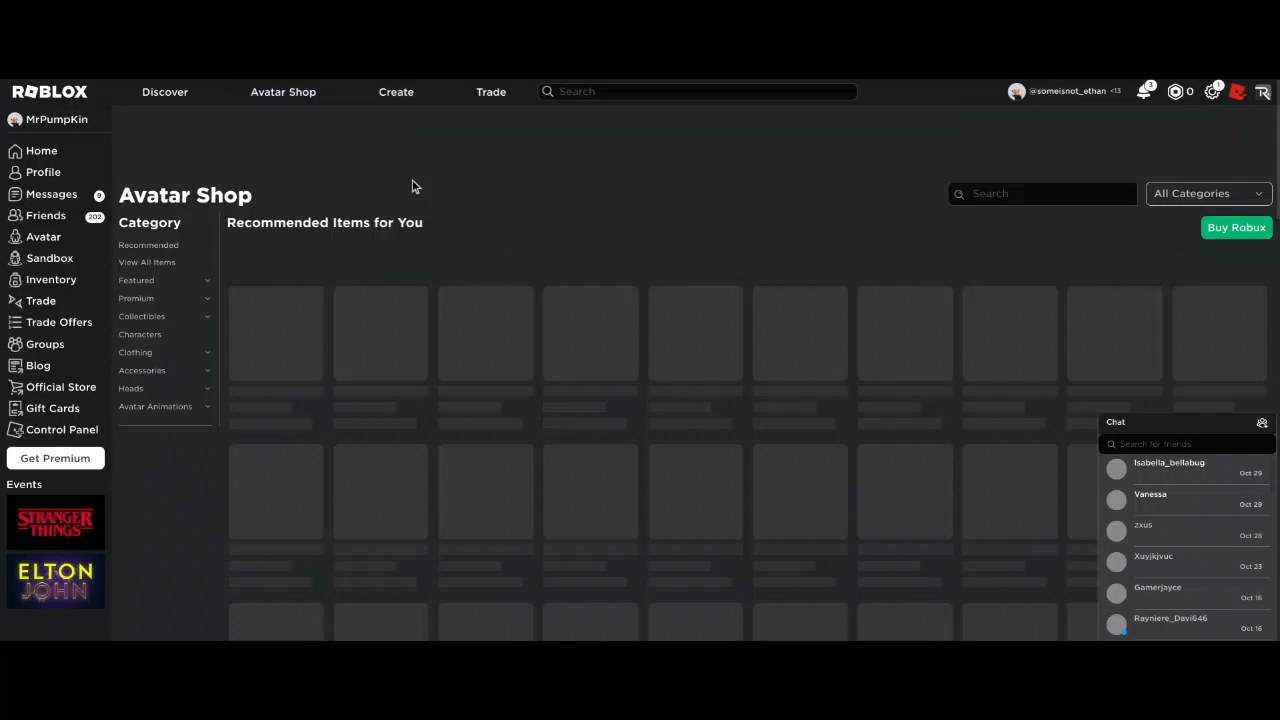 ROBLOX
Discover
Avatar Shop
Create
Trade
Search
@someisnot_ethan <13
3
0
1
MrPumpKin
Home
Profile
Messages 9
Friends 202
Avatar
Sandbox
Inventory
Trade
Trade Offers
Groups
Blog
Official Store
Gift Cards
Control Panel
Get Premium
Events
STRANGER
THINGS
ELTON
JOHN
Avatar Shop
Search
All Categories
Category
Recommended Items for You
Buy Robux
Recommended
View All Items
Featured
Premium
Collectibles
Characters
Clothing
Accessories
Heads
Avatar Animations
Chat
Search for friends
Isabella_bellabug
Oct 29
Vanessa
Oct 29
zxus
Oct 28
Xuyjkjvuc
Oct 23
Gamerjayce
Oct 16
Rayniere_Davi646
Oct 16